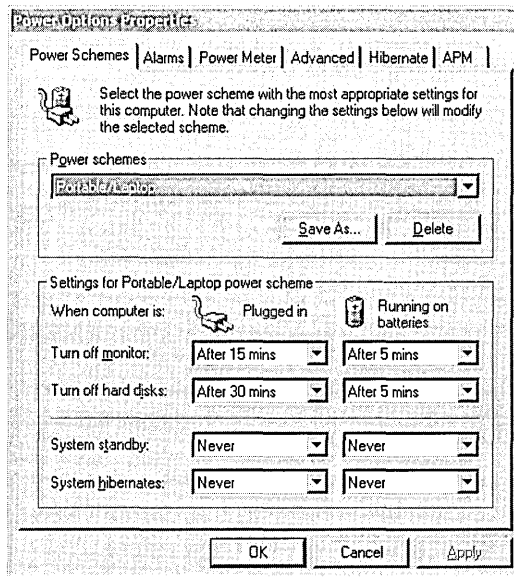 Power Options Properties
Power Schemes Alarms Power Meter Advanced Hibernate APM
Select the power scheme with the most appropriate settings for
this computer. Note that changing the settings below will modify
the selected scheme.
Power schemes
Portable/Laptop
Save As... Delete
Settings for Portable/Laptop power scheme
When computer is: Plugged in Running on
batteries
Turn off monitor: After 15 mins After 5 mins
Turn off hard disks: After 30 mins After 5 mins
System standby: Never Never
System hibernates: Never Never
OK Cancel Apply